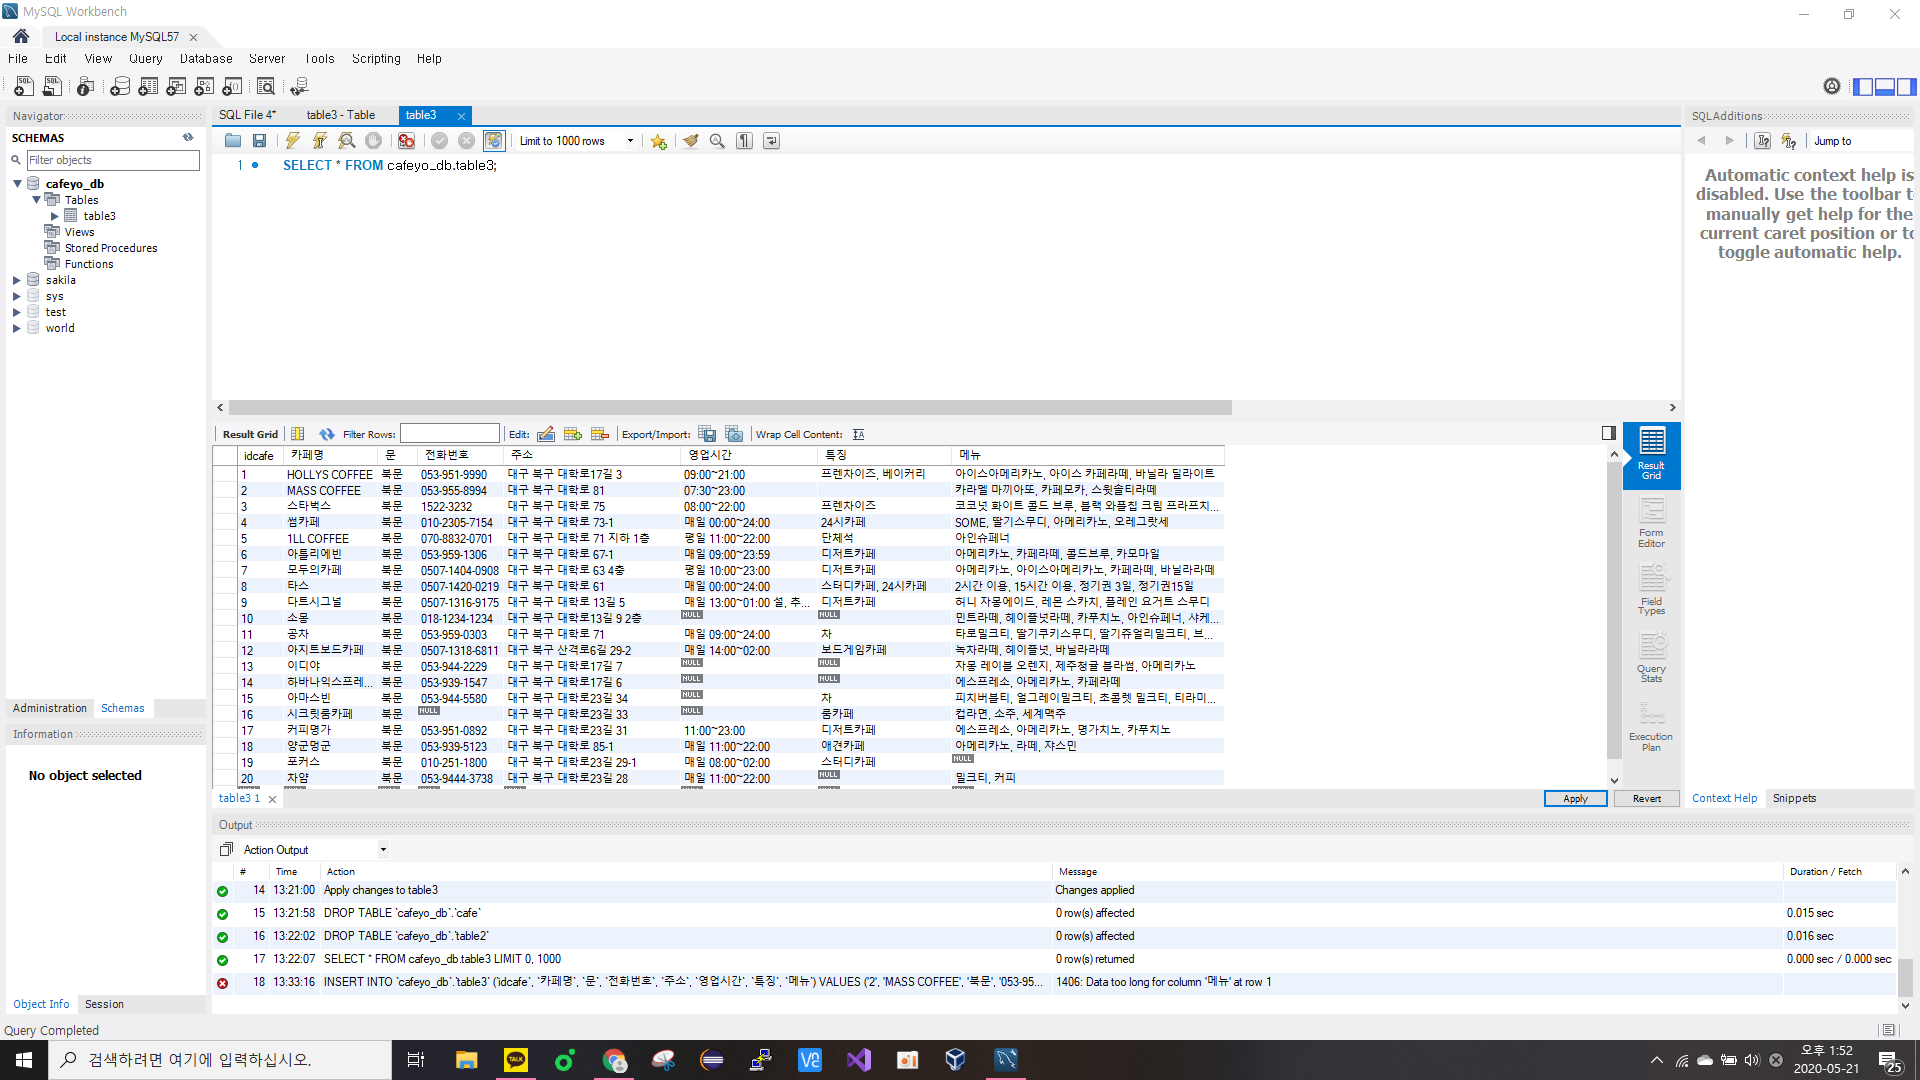 MySQL Workbench
Local instance MySQL57
File Edit View Query Database Server Tools Scripting Help
Navigator
SCHEMAS
Filter objects
cafeyo_db
Tables
table3
Views
Stored Procedures
Functions
sakila
sys
test
world
Administration Schemas
Information
No object selected
Object Info Session
SQL File 4* table3 - Table table3
Limit to 1000 rows
1 SELECT * FROM cafeyo_db.table3;
Result Grid Filter Rows: Edit: Export/Import: Wrap Cell Content:
idcafe 카페명 문 전화번호 주소 영업시간 특징 메뉴
1 HOLLYS COFFEE 북문 053-951-9990 대구 북구 대학로17길 3 09:00~21:00 프렌차이즈, 베이커리 아이스아메리카노, 아이스 카페라떼, 바닐라 딜라이트
2 MASS COFFEE 북문 053-955-8994 대구 북구 대학로 81 07:30~23:00 카라멜 마끼아또, 카페모카, 스윗솔티라떼
3 스타벅스 북문 1522-3232 대구 북구 대학로 75 08:00~22:00 프렌차이즈 코코넛 화이트 콜드 브루, 블랙 와플칩 크림 프라프치...
4 썸카페 북문 010-2305-7154 대구 북구 대학로 73-1 매일 00:00~24:00 24시카페 SOME, 딸기스무디, 아메리카노, 오레그랏세
5 1LL COFFEE 북문 070-8832-0701 대구 북구 대학로 71 지하 1층 평일 11:00~22:00 단체석 아인슈페너
6 아뜰리에빈 북문 053-959-1306 대구 북구 대학로 67-1 매일 09:00~23:59 디저트카페 아메리카노, 카페라떼, 콜드브루, 카모마일
7 모두의카페 북문 0507-1404-0908 대구 북구 대학로 63 4층 평일 10:00~23:00 디저트카페 아메리카노, 아이스아메리카노, 카페라떼, 바닐라라떼
8 타스 북문 0507-1420-0219 대구 북구 대학로 61 매일 00:00~24:00 스터디카페, 24시카페 2시간 이용, 15시간 이용, 정기권 3일, 정기권15일
9 다트시그널 북문 0507-1316-9175 대구 북구 대학로 13길 5 매일 13:00~01:00 설, 추... 디저트카페 허니 자몽에이드, 레몬 스카치, 플레인 요거트 스무디
10 소몽 북문 018-1234-1234 대구 북구 대학로13길 9 2층 NULL NULL 민트라떼, 헤이즐넛라떼, 카푸치노, 아인슈페너, 샤케...
11 공차 북문 053-959-0303 대구 북구 대학로 71 매일 09:00~24:00 차 타로밀크티, 딸기쿠키스무디, 딸기쥬얼리밀크티, 브...
12 아지트보드카페 북문 0507-1318-6811 대구 북구 산격로6길 29-2 매일 14:00~02:00 보드게임카페 녹차라떼, 헤이즐넛, 바닐라라떼
13 이디야 북문 053-944-2229 대구 북구 대학로17길 7 NULL NULL 자몽 레이블 오렌지, 제주청귤 블라썸, 아메리카노
14 하바나익스프레... 북문 053-939-1547 대구 북구 대학로17길 6 NULL NULL 에스프레소, 아메리카노, 카페라떼
15 아마스빈 북문 053-944-5580 대구 북구 대학로23길 34 NULL 차 피치버블티, 얼그레이밀크티, 초콜렛 밀크티, 티라미...
16 시크릿룸카페 북문 NULL 대구 북구 대학로23길 33 NULL 룸카페 컵라면, 소주, 세계맥주
17 커피명가 북문 053-951-0892 대구 북구 대학로23길 31 11:00~23:00 디저트카페 에스프레소, 아메리카노, 명가치노, 카푸치노
18 양군멍군 북문 053-939-5123 대구 북구 대학로 85-1 매일 11:00~22:00 애견카페 아메리카노, 라떼, 쟈스민
19 포커스 북문 010-251-1800 대구 북구 대학로23길 29-1 매일 08:00~02:00 스터디카페 NULL
20 차얌 북문 053-9444-3738 대구 북구 대학로23길 28 매일 11:00~22:00 NULL 밀크티, 커피
table3 1 Apply Revert
Result Grid
Form Editor
Field Types
Query Stats
Execution Plan
SQLAdditions
Jump to
Automatic context help is
disabled. Use the toolbar t
manually get help for the
current caret position or to
toggle automatic help.
Context Help Snippets
Output
Action Output
# Time Action Message Duration / Fetch
14 13:21:00 Apply changes to table3 Changes applied
15 13:21:58 DROP TABLE `cafeyo_db`.`cafe` 0 row(s) affected 0.015 sec
16 13:22:02 DROP TABLE `cafeyo_db`.`table2` 0 row(s) affected 0.016 sec
17 13:22:07 SELECT * FROM cafeyo_db.table3 LIMIT 0, 1000 0 row(s) returned 0.000 sec / 0.000 sec
18 13:33:16 INSERT INTO `cafeyo_db`.`table3` (`idcafe`, `카페명`, `문`, `전화번호`, `주소`, `영업시간`, `특징`, `메뉴`) VALUES ('2', 'MASS COFFEE', '북문', '053-95... 1406: Data too long for column '메뉴' at row 1
Query Completed
검색하려면 여기에 입력하십시오.
TALK
오후 1:52
2020-05-21
25